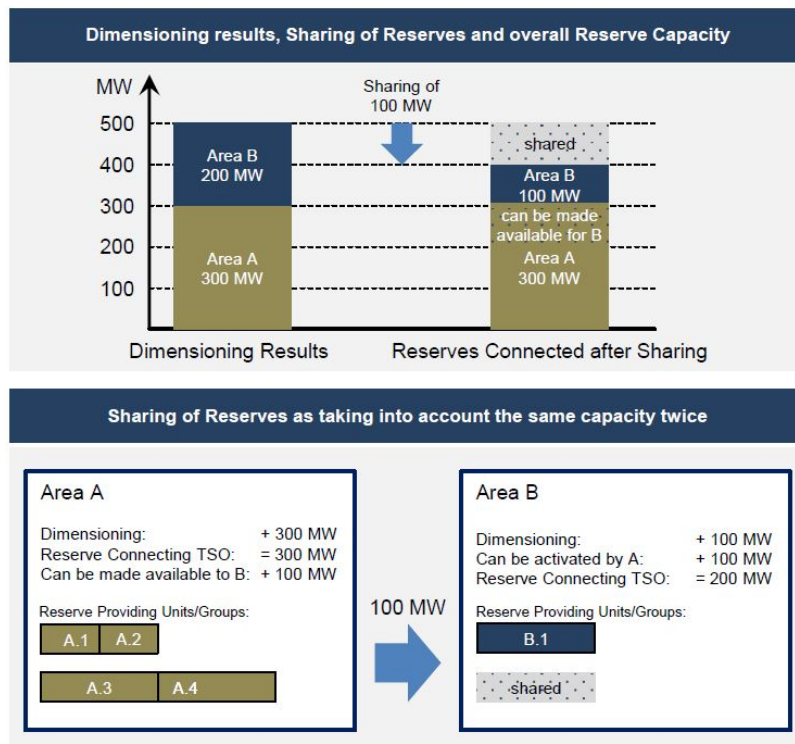 Dimensioning results, Sharing of Reserves and overall Reserve Capacity
MW
Sharing of
100 MW
500
400
300
200
100
Area B
200 MW
Area A
300 MW
shared
Area B
100 MW
can be made
available for B
Area A
300 MW
Dimensioning Results
Reserves Connected after Sharing
Sharing of Reserves as taking into account the same capacity twice
Area A
Dimensioning: + 300 MW
Reserve Connecting TSO: = 300 MW
Can be made available to B: + 100 MW
Reserve Providing Units/Groups:
A.1 A.2
A.3 A.4
100 MW
Area B
Dimensioning: + 100 MW
Can be activated by A: + 100 MW
Reserve Connecting TSO: = 200 MW
Reserve Providing Units/Groups:
B.1
shared